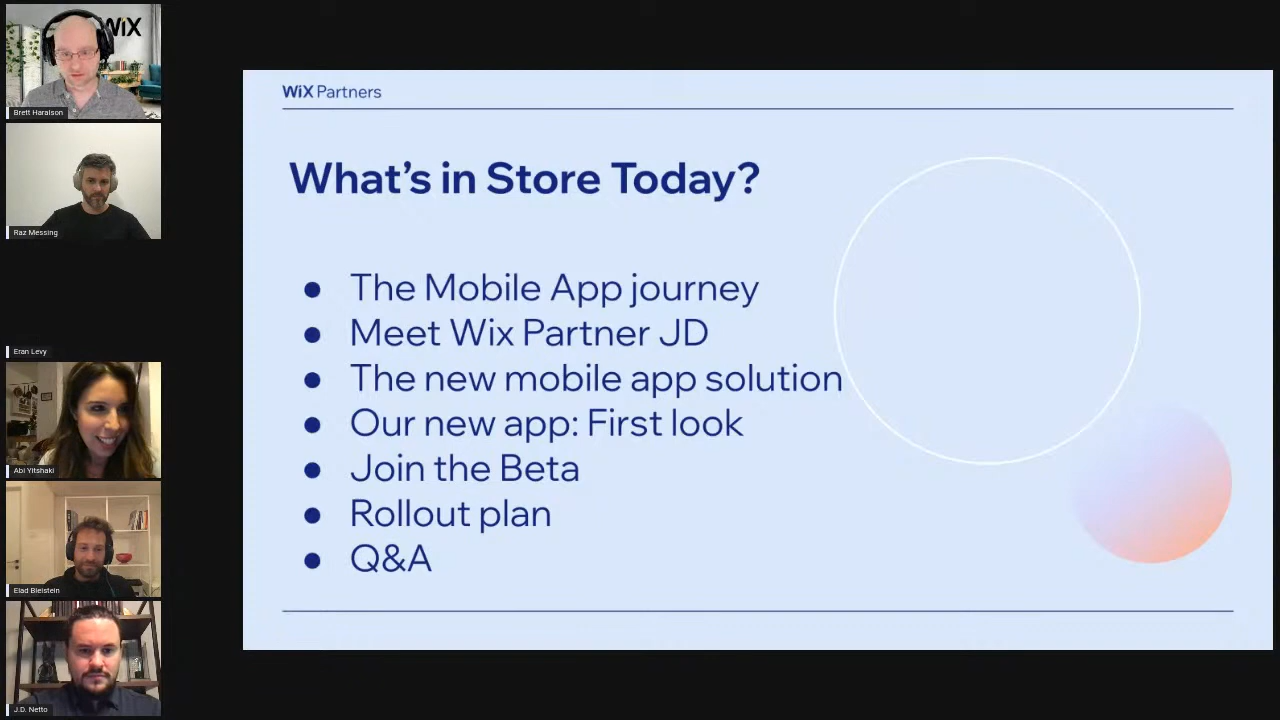 WiX
Brett Haralson
Raz Messing
Eran Levy
Abi Yitshaki
Elad Bielstein
J.D. Netto
WiX Partners
What's in Store Today?
● The Mobile App journey
● Meet Wix Partner JD
● The new mobile app solution
● Our new app: First look
● Join the Beta
● Rollout plan
● Q&A